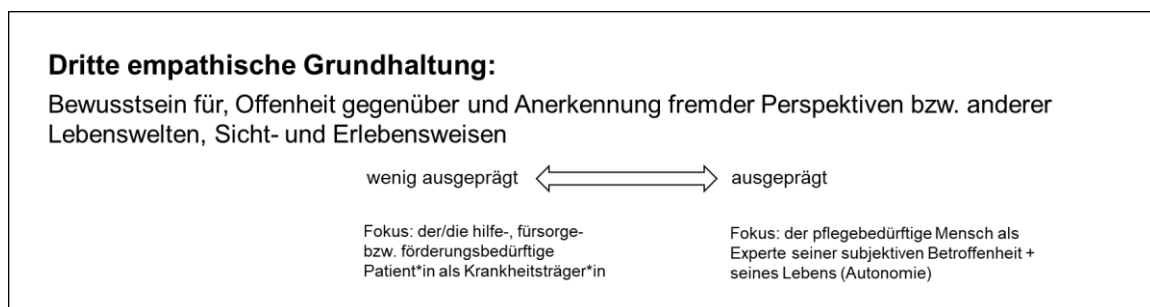 Dritte empathische Grundhaltung:
Bewusstsein für, Offenheit gegenüber und Anerkennung fremder Perspektiven bzw. anderer
Lebenswelten, Sicht- und Erlebensweisen
wenig ausgeprägt
ausgeprägt
Fokus: der/die hilfe-, fürsorge-
bzw. förderungsbedürftige
Patient*in als Krankheitsträger*in
Fokus: der pflegebedürftige Mensch als
Experte seiner subjektiven Betroffenheit +
seines Lebens (Autonomie)